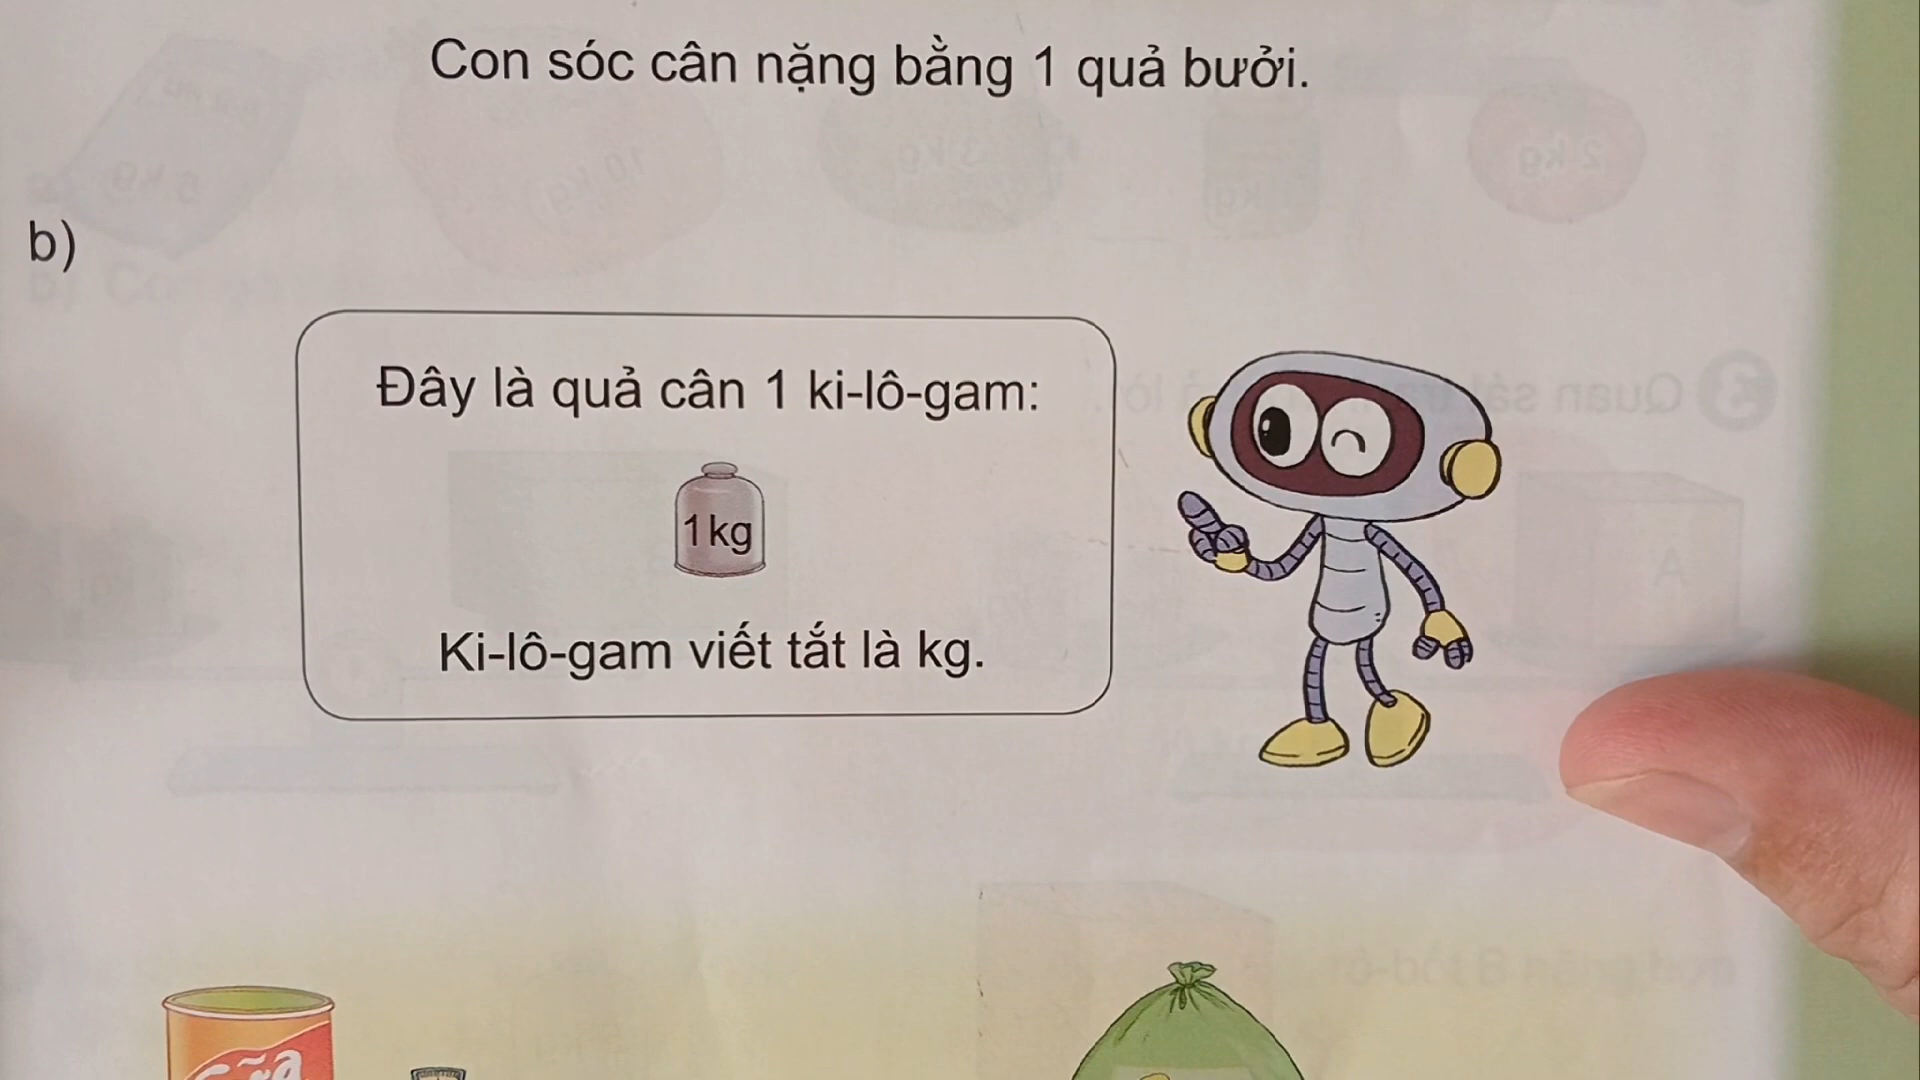 Con sóc cân nặng bằng 1 quả bưởi.
b)
Đây là quả cân 1 ki-lô-gam:
1kg
Ki-lô-gam viết tắt là kg.